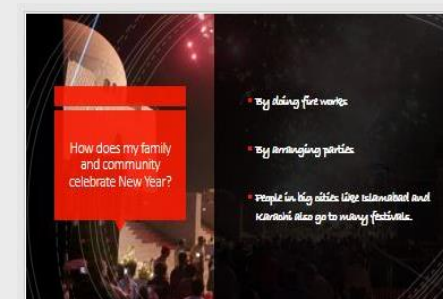 How does my family
and community
celebrate New Year?
By doing fire works
By arranging parties
People in big cities like Islamabad and
Karachi also go to many festivals.